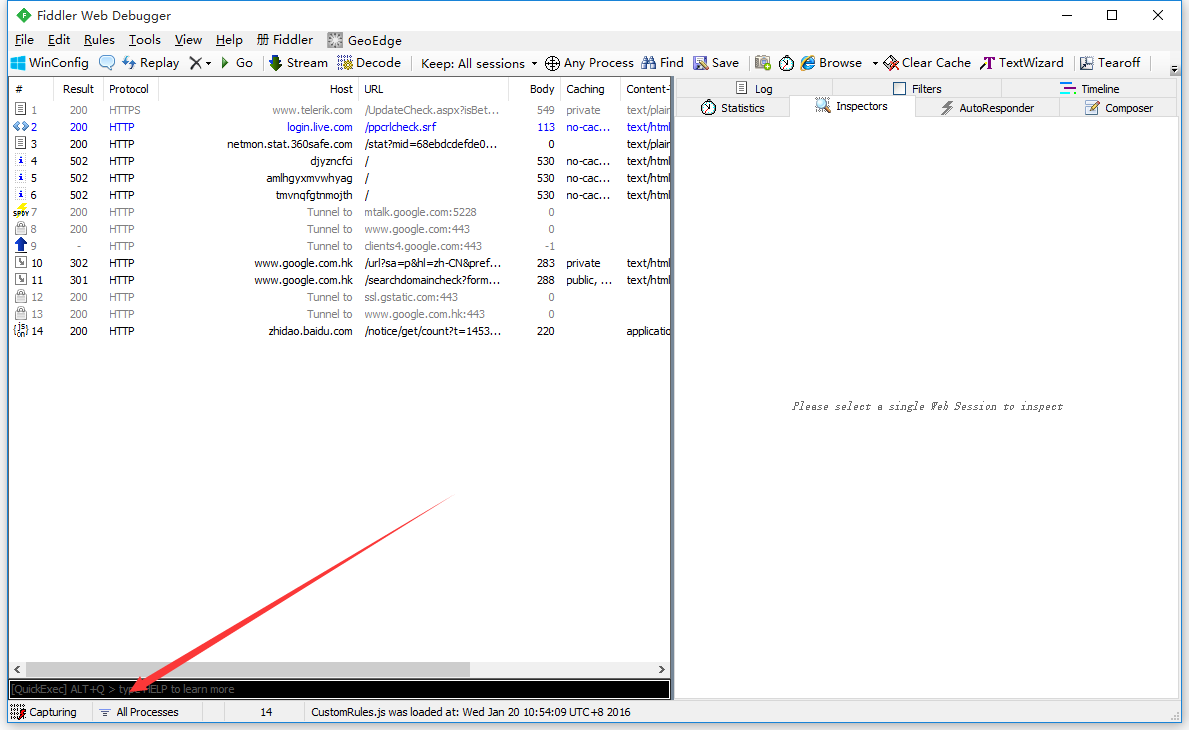 Fiddler Web Debugger
File Edit Rules Tools View Help Fiddler GeoEdge
WinConfig Replay Go Stream Decode Keep: All sessions Any Process Find Save Browse Clear Cache TextWizard Tearoff
# Result Protocol Host URL Body Caching Content-T
1 200 HTTPS www.telerik.com /UpdateCheck.aspx?isBet... 549 private text/plain
2 200 HTTP login.live.com /ppcrlcheck.srf 113 no-cac... text/html
3 200 HTTP netmon.stat.360safe.com /stat?mid=68ebdcdefde0... 0 text/plain
4 502 HTTP djyzncfci / 530 no-cac... text/html
5 502 HTTP amlhgyxmvwhyag / 530 no-cac... text/html
6 502 HTTP tmvnqfgtnmojth / 530 no-cac... text/html
SPDY 7 200 HTTP Tunnel to mtalk.google.com:5228 0
8 200 HTTP Tunnel to www.google.com:443 0
9 - HTTP Tunnel to clients4.google.com:443 -1
10 302 HTTP www.google.com.hk /url?sa=p&hl=zh-CN&pref... 283 private text/html
11 301 HTTP www.google.com.hk /searchdomaincheck?form... 288 public, ... text/html
12 200 HTTP Tunnel to ssl.gstatic.com:443 0
13 200 HTTP Tunnel to www.google.com.hk:443 0
14 200 HTTP zhidao.baidu.com /notice/get/count?t=1453... 220 applicatio
Log Filters Timeline
Statistics Inspectors AutoResponder Composer
Please select a single Web Session to inspect
[QuickExec] ALT+Q > type HELP to learn more
Capturing All Processes 14 CustomRules.js was loaded at: Wed Jan 20 10:54:09 UTC+8 2016